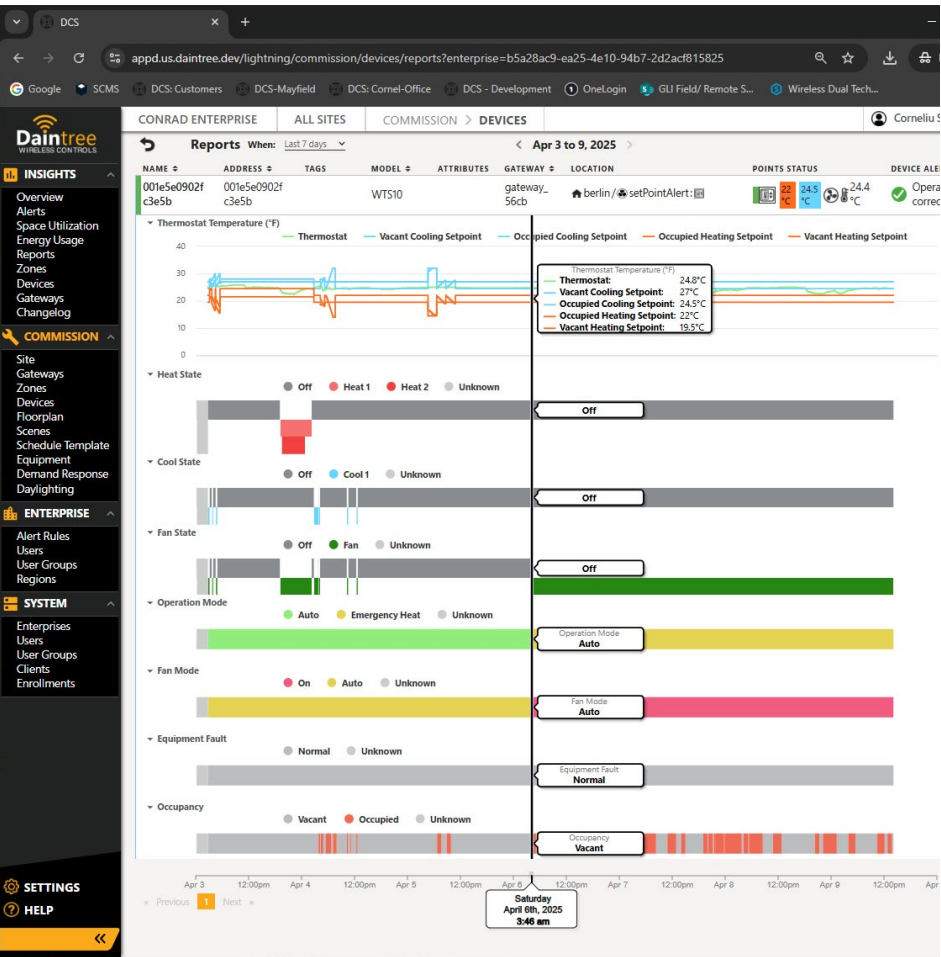 DCS
appd.us.daintree.dev/lightning/commission/devices/reports?enterprise=b5a28ac9-ea25-4e10-94b7-2d2acf815825
Google
SCMS
DCS: Customers
DCS-Mayfield
DCS: Cornel-Office
DCS - Development
OneLogin
GLI Field/ Remote S...
Wireless Dual Tech...
Daintree
WIRELESS CONTROLS
INSIGHTS
Overview
Alerts
Space Utilization
Energy Usage
Reports
Zones
Devices
Gateways
Changelog
COMMISSION
Site
Gateways
Zones
Devices
Floorplan
Scenes
Schedule Template
Equipment
Demand Response
Daylighting
ENTERPRISE
Alert Rules
Users
User Groups
Regions
SYSTEM
Enterprises
Users
User Groups
Clients
Enrollments
SETTINGS
HELP
CONRAD ENTERPRISE
ALL SITES
COMMISSION > DEVICES
Corneliu S
Reports When: Last 7 days
< Apr 3 to 9, 2025 >
NAME ADDRESS TAGS MODEL ATTRIBUTES GATEWAY LOCATION POINTS STATUS DEVICE ALE
001e5e0902f
c3e5b
001e5e0902f
c3e5b
WTS10
gateway_
56cb
berlin / setPointAlert:
22
°C
24.5
°C
24.4
°C
Opera
correc
Thermostat Temperature (°F)
Thermostat Vacant Cooling Setpoint Occupied Cooling Setpoint Occupied Heating Setpoint Vacant Heating Setpoint
40
30
20
10
0
Thermostat Temperature (°F)
Thermostat: 24.8°C
Vacant Cooling Setpoint: 27°C
Occupied Cooling Setpoint: 24.5°C
Occupied Heating Setpoint: 22°C
Vacant Heating Setpoint: 19.5°C
Heat State
Off Heat 1 Heat 2 Unknown
Off
Cool State
Off Cool 1 Unknown
Off
Fan State
Off Fan Unknown
Off
Operation Mode
Auto Emergency Heat Unknown
Operation Mode
Auto
Fan Mode
On Auto Unknown
Fan Mode
Auto
Equipment Fault
Normal Unknown
Equipment Fault
Normal
Occupancy
Vacant Occupied Unknown
Occupancy
Vacant
Apr 3 12:00pm Apr 4 12:00pm Apr 5 12:00pm Apr 6 12:00pm Apr 7 12:00pm Apr 8 12:00pm Apr 9 12:00pm Apr
« Previous 1 Next »
Saturday
April 6th, 2025
3:46 am